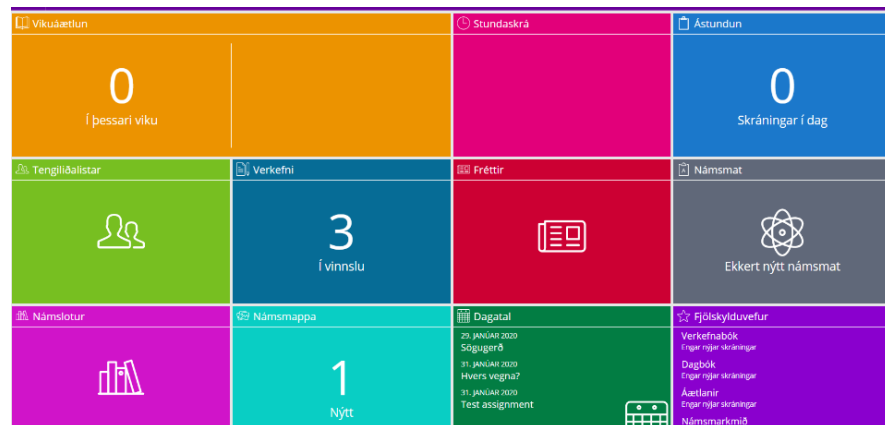 Vikuáætlun
0
Í þessari viku
Stundaskrá
Ástundun
0
Skráningar í dag
Tengiliðalistar
Verkefni
3
Í vinnslu
Fréttir
Námsmat
Ekkert nýtt námsmat
Námslotur
Námsmappa
1
Nýtt
Dagatal
29. JANÚAR 2020
Sögugerð
31. JANÚAR 2020
Hvers vegna?
31. JANÚAR 2020
Test assignment
Fjölskylduvefur
Verkefnabók
Engar nýjar skráningar
Dagbók
Engar nýjar skráningar
Áætlanir
Engar nýjar skráningar
Námsmarkmið